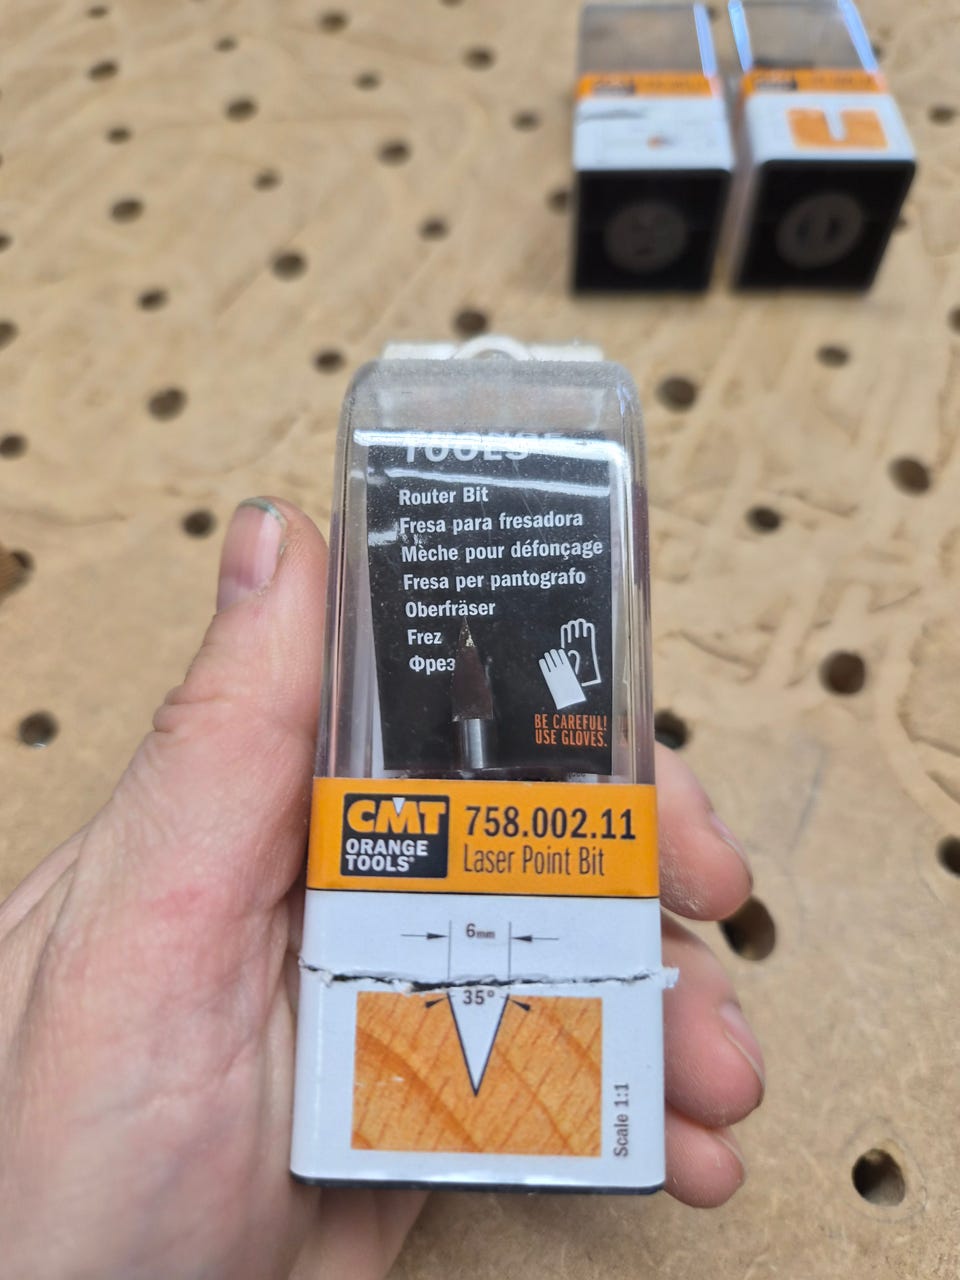 TOOLS
Router Bit
Fresa para fresadora
Mèche pour défonçage
Fresa per pantografo
Oberfräser
Frez
Фрез
BE CAREFUL!
USE GLOVES.
CMT
ORANGE
TOOLS®
758.002.11
Laser Point Bit
6mm
35°
Scale 1:1